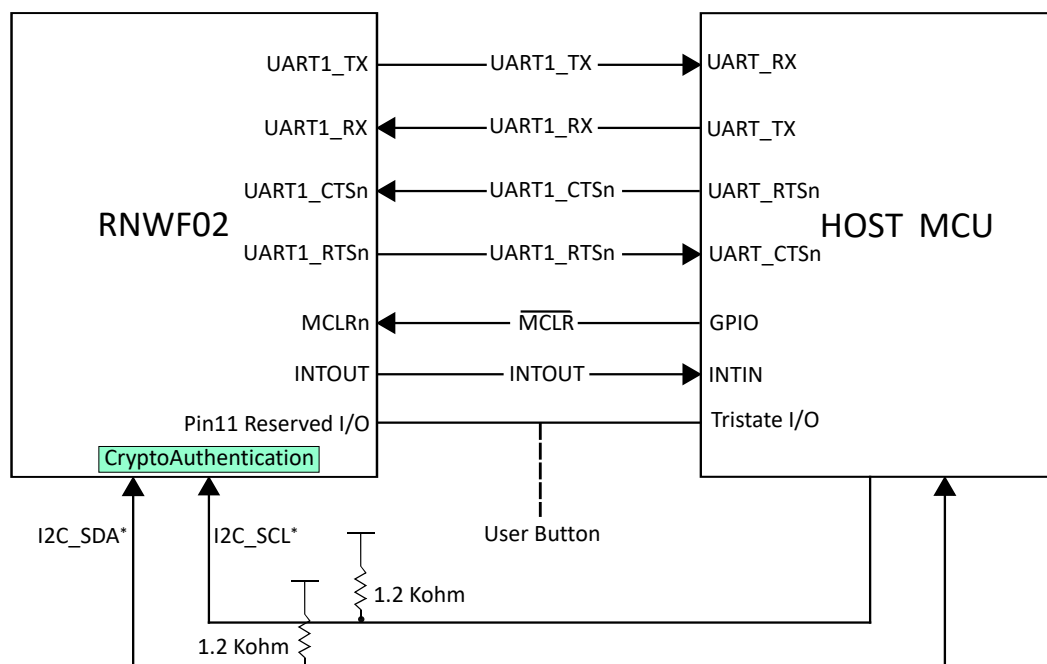 UART1_TX UART1_TX UART_RX
UART1_RX UART1_RX UART_TX
UART1_CTSn UART1_CTSn UART_RTSn
RNWF02 HOST MCU
UART1_RTSn UART1_RTSn UART_CTSn
MCLRn MCLR GPIO
INTOUT INTOUT INTIN
Pin11 Reserved I/O Tristate I/O
CryptoAuthentication
I2C_SDA* I2C_SCL* User Button
1.2 Kohm
1.2 Kohm